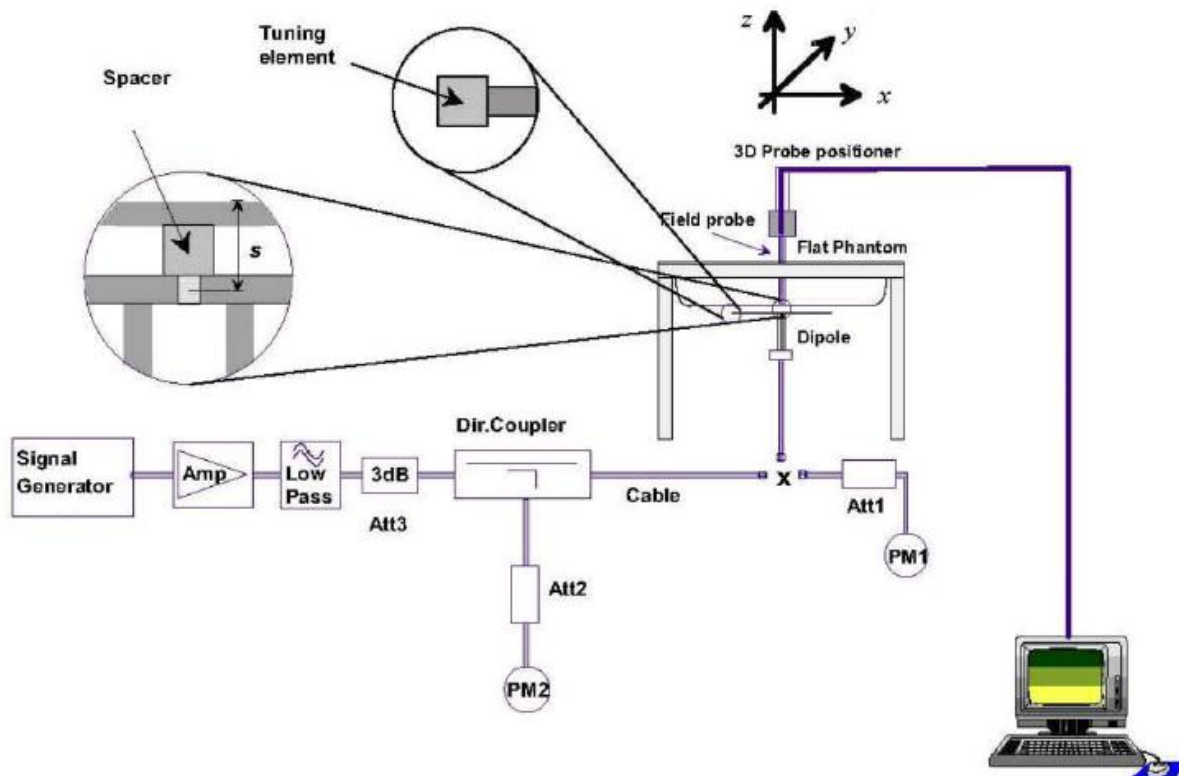 Tuning
element
Spacer
z
y
x
3D Probe positioner
Field probe
Flat Phantom
s
Dipole
Dir.Coupler
Signal
Generator
Amp
Low
Pass
3dB
Att3
Cable
x
Att1
PM1
Att2
PM2